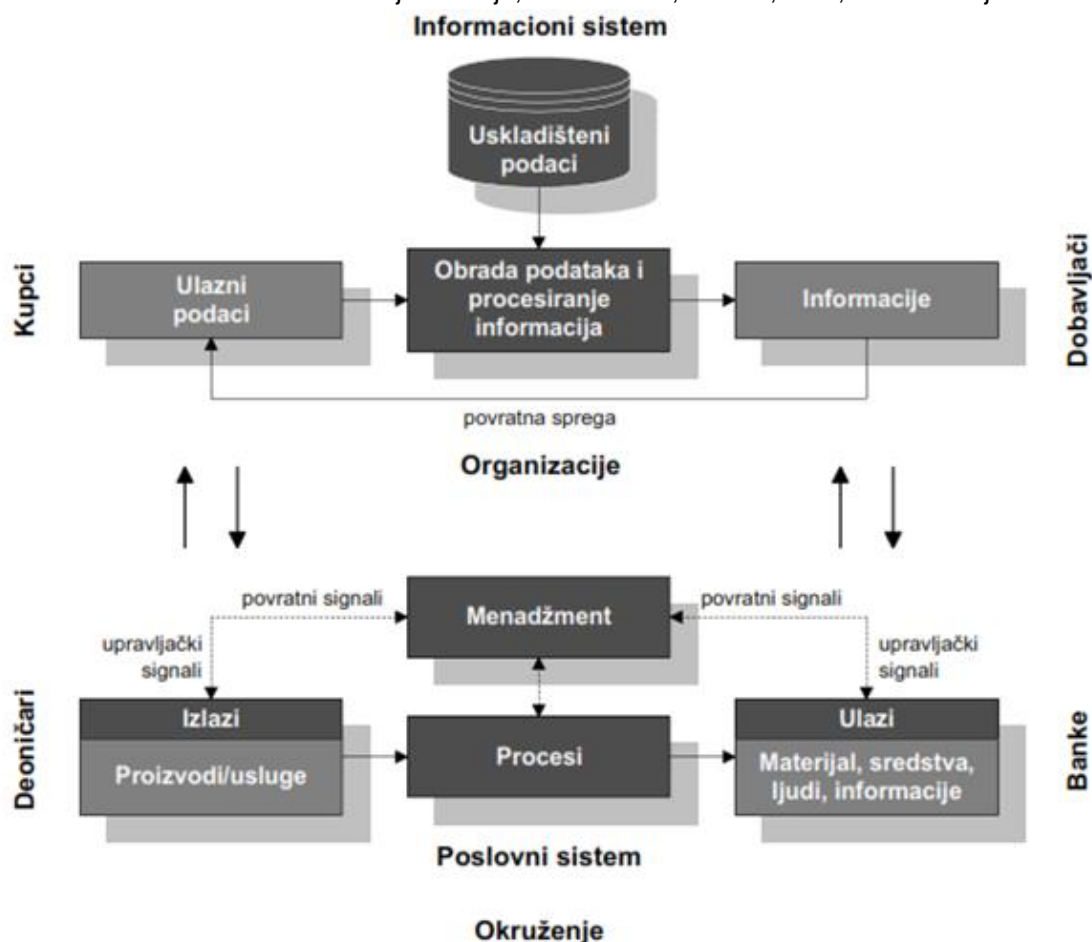 Informacioni sistem
Uskladišteni
podaci
Kupci
Ulazni
podaci
Obrada podataka i
procesiranje
informacija
Informacije
Dobavljači
povratna sprega
Organizacije
povratni signali
Menadžment
povratni signali
upravljački
signali
upravljački
signali
Deoničari
Izlazi
Proizvodi/usluge
Procesi
Ulazi
Materijal, sredstva,
ljudi, informacije
Banke
Poslovni sistem
Okruženje